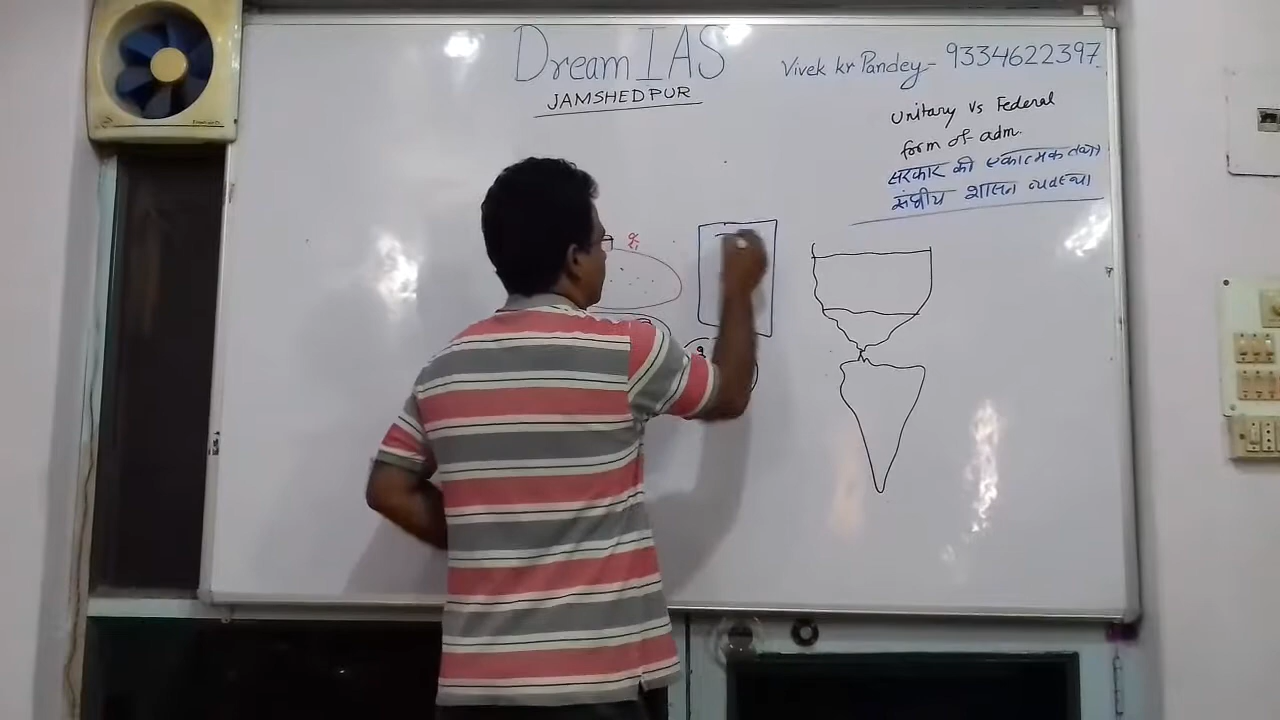 Dream IAS
JAMSHEDPUR
Vivek kr Pandey- 9334622397
Unitary Vs Federal
form of adm.
सरकार की एकात्मक तथा
संघीय शासन व्यवस्था